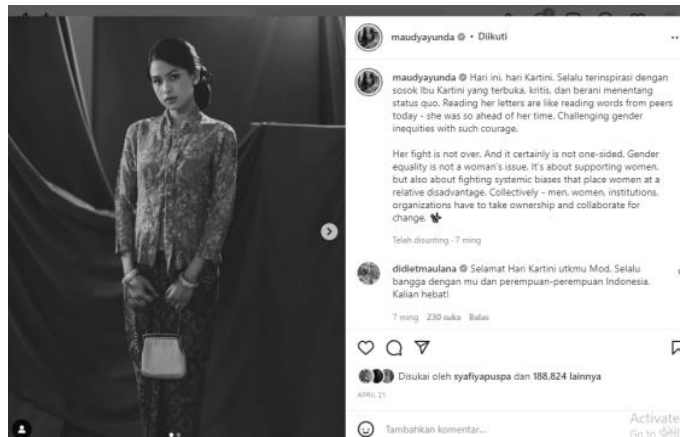 maudyayunda • Diikuti
maudyayunda Hari ini, hari Kartini. Selalu terinspirasi dengan
sosok Ibu Kartini yang terbuka, kritis, dan berani menentang
status quo. Reading her letters are like reading words from peers
today - she was so ahead of her time. Challenging gender
inequities with such courage.
Her fight is not over. And it certainly is not one-sided. Gender
equality is not a woman's issue. It's about supporting women,
but also about fighting systemic biases that place women at a
relative disadvantage. Collectively - men, women, institutions,
organizations have to take ownership and collaborate for
change.
Telah disunting · 7 ming
didietmaulana Selamat Hari Kartini utkmu Mod. Selalu
bangga dengan mu dan perempuan-perempuan Indonesia.
Kalian hebat!
7 ming 230 suka Balas
Disukai oleh syafiyapuspa dan 188,824 lainnya
APRIL 21
Tambahkan komentar...
Activate
Go to